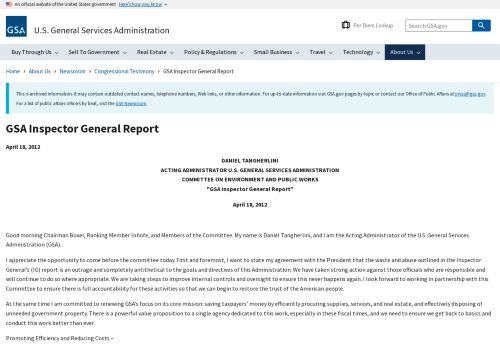 An official website of the United States government Here's how you know
GSA U.S. General Services Administration
Per Diem Lookup
Search GSA.gov
Buy Through Us Sell To Government Real Estate Policy & Regulations Small Business Travel Technology About Us
Home › About Us › Newsroom › Congressional Testimony › GSA Inspector General Report
This is archived information. It may contain outdated contact names, telephone numbers, Web links, or other information. For up-to-date information visit GSA.gov pages by topic or contact our Office of Public Affairs at press@gsa.gov.
For a list of public affairs officers by beat, visit the GSA Newsroom.
GSA Inspector General Report
April 18, 2012
DANIEL TANGHERLINI
ACTING ADMINISTRATOR U.S. GENERAL SERVICES ADMINISTRATION
COMMITTEE ON ENVIRONMENT AND PUBLIC WORKS
"GSA Inspector General Report"
April 18, 2012
Good morning Chairman Boxer, Ranking Member Inhofe, and Members of the Committee. My name is Daniel Tangherlini, and I am the Acting Administrator of the U.S. General Services
Administration (GSA).
I appreciate the opportunity to come before the committee today. First and foremost, I want to state my agreement with the President that the waste and abuse outlined in the Inspector
General's (IG) report is an outrage and completely antithetical to the goals and directives of this Administration. We have taken strong action against those officials who are responsible and
will continue to do so where appropriate. We are taking steps to improve internal controls and oversight to ensure this never happens again. I look forward to working in partnership with this
Committee to ensure there is full accountability for these activities so that we can begin to restore the trust of the American people.
At the same time I am committed to renewing GSA's focus on its core mission: saving taxpayers' money by efficiently procuring supplies, services, and real estate, and effectively disposing of
unneeded government property. There is a powerful value proposition to a single agency dedicated to this work, especially in these fiscal times, and we need to ensure we get back to basics and
conduct this work better than ever.
Promoting Efficiency and Reducing Costs –